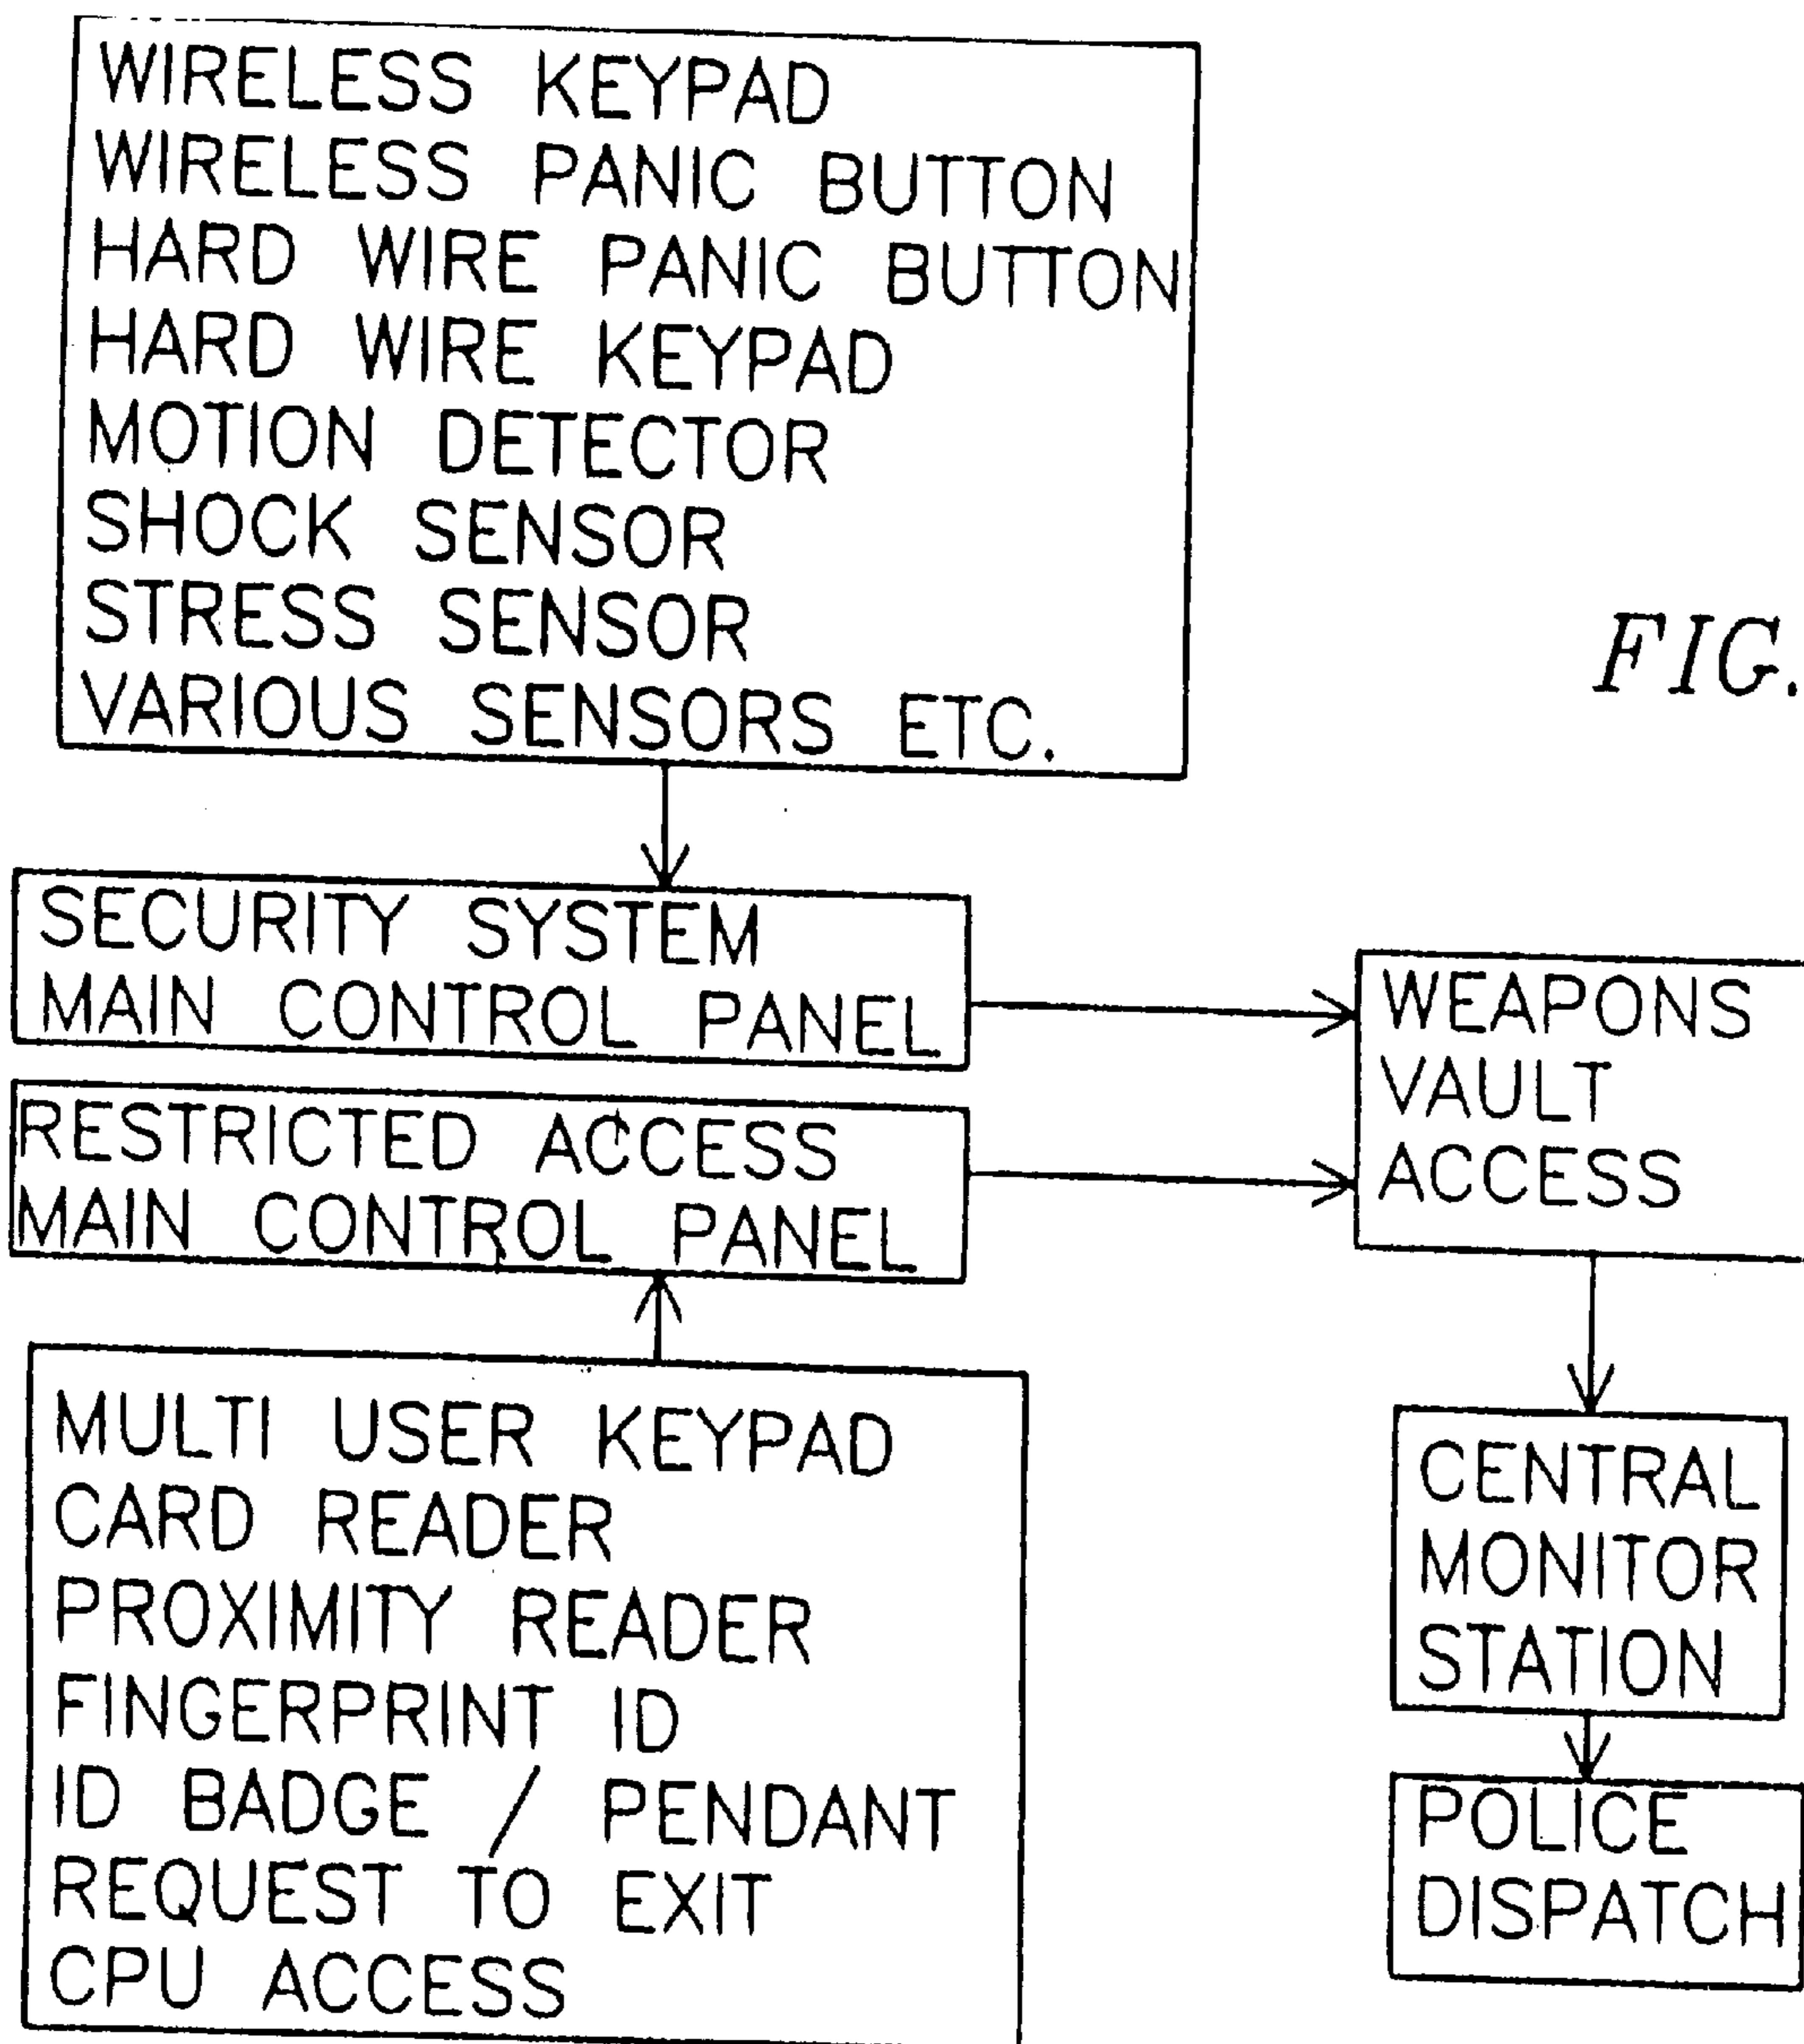 WIRELESS KEYPAD
WIRELESS PANIC BUTTON
HARD WIRE PANIC BUTTON
HARD WIRE KEYPAD
MOTION DETECTOR
SHOCK SENSOR
STRESS SENSOR
VARIOUS SENSORS ETC.
FIG.
SECURITY SYSTEM
MAIN CONTROL PANEL
RESTRICTED ACCESS
MAIN CONTROL PANEL
WEAPONS
VAULT
ACCESS
MULTI USER KEYPAD
CARD READER
PROXIMITY READER
FINGERPRINT ID
ID BADGE / PENDANT
REQUEST TO EXIT
CPU ACCESS
CENTRAL
MONITOR
STATION
POLICE
DISPATCH